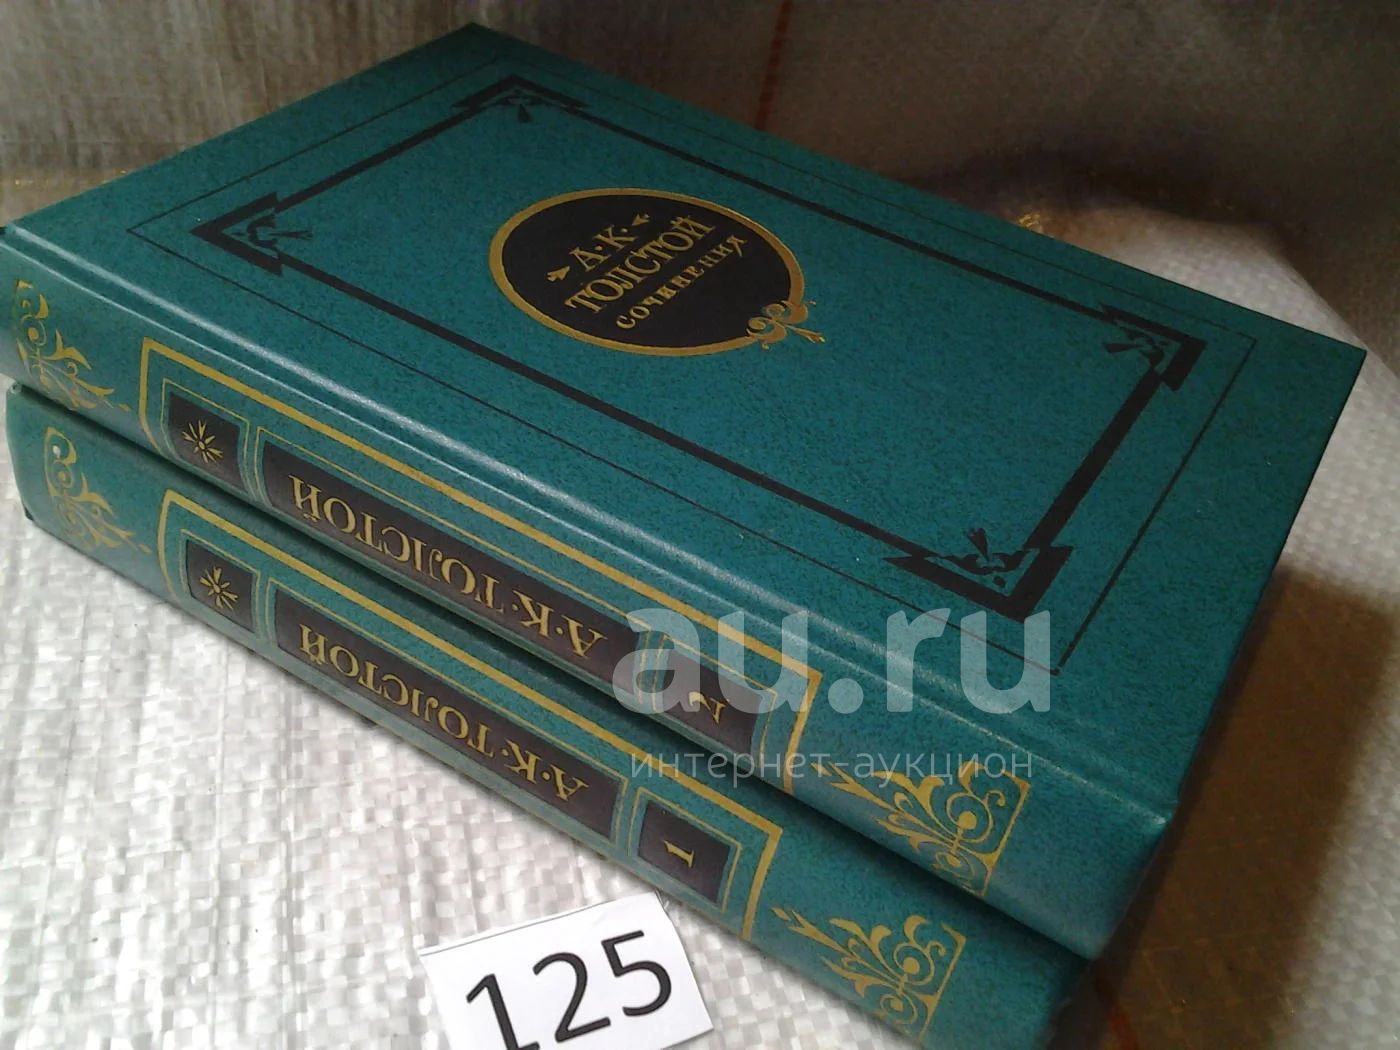 А·К·
ТОЛСТОЙ
СОЧИНЕНИЯ
А·К·ТОЛСТОЙ
2
А·К·ТОЛСТОЙ
1
au.ru
интернет-аукцион
125